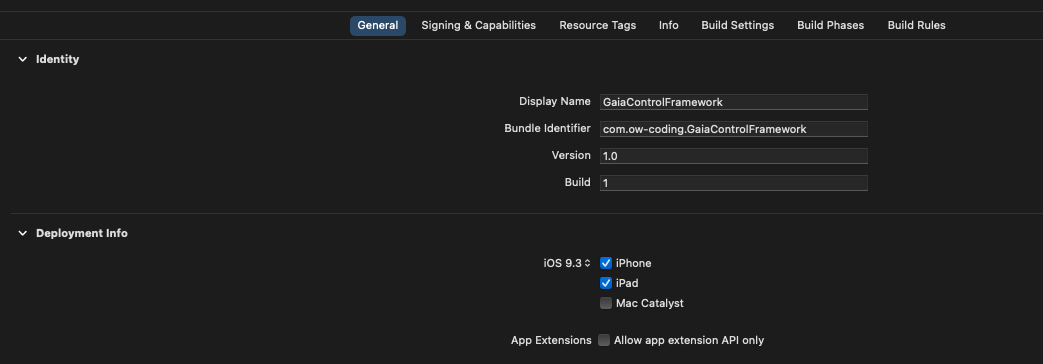 General Signing & Capabilities Resource Tags Info Build Settings Build Phases Build Rules
Identity
Display Name GaiaControlFramework
Bundle Identifier com.ow-coding.GaiaControlFramework
Version 1.0
Build 1
Deployment Info
iOS 9.3 iPhone
iPad
Mac Catalyst
App Extensions Allow app extension API only